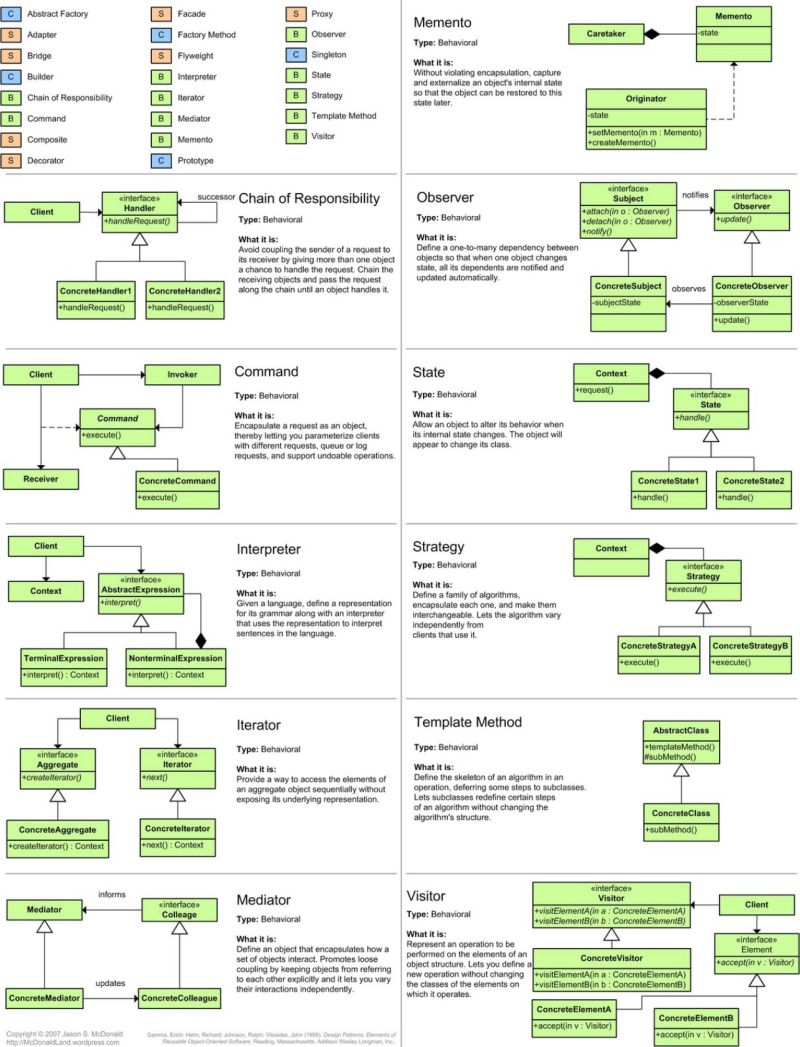 C Abstract Factory
S Adapter
S Bridge
C Builder
B Chain of Responsibility
B Command
S Composite
S Decorator
S Facade
C Factory Method
S Flyweight
B Interpreter
B Iterator
B Mediator
B Memento
C Prototype
S Proxy
B Observer
C Singleton
B State
B Strategy
B Template Method
B Visitor
Memento
Type: Behavioral
What it is:
Without violating encapsulation, capture
and externalize an object's internal state
so that the object can be restored to this
state later.
Caretaker
Memento
-state
Originator
-state
+setMemento(in m : Memento)
+createMemento()
Client
«interface»
Handler
+handleRequest()
successor
ConcreteHandler1
+handleRequest()
ConcreteHandler2
+handleRequest()
Chain of Responsibility
Type: Behavioral
What it is:
Avoid coupling the sender of a request to
its receiver by giving more than one object
a chance to handle the request. Chain the
receiving objects and pass the request
along the chain until an object handles it.
Observer
Type: Behavioral
What it is:
Define a one-to-many dependency between
objects so that when one object changes
state, all its dependents are notified and
updated automatically.
«interface»
Subject
+attach(in o : Observer)
+detach(in o : Observer)
+notify()
notifies
«interface»
Observer
+update()
ConcreteSubject
-subjectState
observes
ConcreteObserver
-observerState
+update()
Client
Invoker
Command
+execute()
Receiver
ConcreteCommand
+execute()
Command
Type: Behavioral
What it is:
Encapsulate a request as an object,
thereby letting you parameterize clients
with different requests, queue or log
requests, and support undoable operations.
State
Type: Behavioral
What it is:
Allow an object to alter its behavior when
its internal state changes. The object will
appear to change its class.
Context
+request()
«interface»
State
+handle()
ConcreteState1
+handle()
ConcreteState2
+handle()
Client
Context
«interface»
AbstractExpression
+interpret()
TerminalExpression
+interpret() : Context
NonterminalExpression
+interpret() : Context
Interpreter
Type: Behavioral
What it is:
Given a language, define a representation
for its grammar along with an interpreter
that uses the representation to interpret
sentences in the language.
Strategy
Type: Behavioral
What it is:
Define a family of algorithms,
encapsulate each one, and make them
interchangeable. Lets the algorithm vary
independently from
clients that use it.
Context
«interface»
Strategy
+execute()
ConcreteStrategyA
+execute()
ConcreteStrategyB
+execute()
Client
«interface»
Aggregate
+createIterator()
«interface»
Iterator
+next()
ConcreteAggregate
+createIterator() : Context
ConcreteIterator
+next() : Context
Iterator
Type: Behavioral
What it is:
Provide a way to access the elements of
an aggregate object sequentially without
exposing its underlying representation.
Template Method
Type: Behavioral
What it is:
Define the skeleton of an algorithm in an
operation, deferring some steps to subclasses.
Lets subclasses redefine certain steps
of an algorithm without changing the
algorithm's structure.
AbstractClass
+templateMethod()
#subMethod()
ConcreteClass
+subMethod()
Mediator
informs
«interface»
Colleage
ConcreteMediator
updates
ConcreteColleague
Mediator
Type: Behavioral
What it is:
Define an object that encapsulates how a
set of objects interact. Promotes loose
coupling by keeping objects from referring
to each other explicitly and it lets you vary
their interactions independently.
Visitor
Type: Behavioral
What it is:
Represent an operation to be
performed on the elements of an
object structure. Lets you define a
new operation without changing
the classes of the elements on
which it operates.
«interface»
Visitor
+visitElementA(in a : ConcreteElementA)
+visitElementB(in b : ConcreteElementB)
Client
ConcreteVisitor
+visitElementA(in a : ConcreteElementA)
+visitElementB(in b : ConcreteElementB)
«interface»
Element
+accept(in v : Visitor)
ConcreteElementA
+accept(in v : Visitor)
ConcreteElementB
+accept(in v : Visitor)
Copyright © 2007 Jason S. McDonald
http://McDonaldLand.wordpress.com
Gamma, Erich; Helm, Richard; Johnson, Ralph; Vlissides, John (1995). Design Patterns: Elements of
Reusable Object-Oriented Software. Reading, Massachusetts: Addison Wesley Longman, Inc..